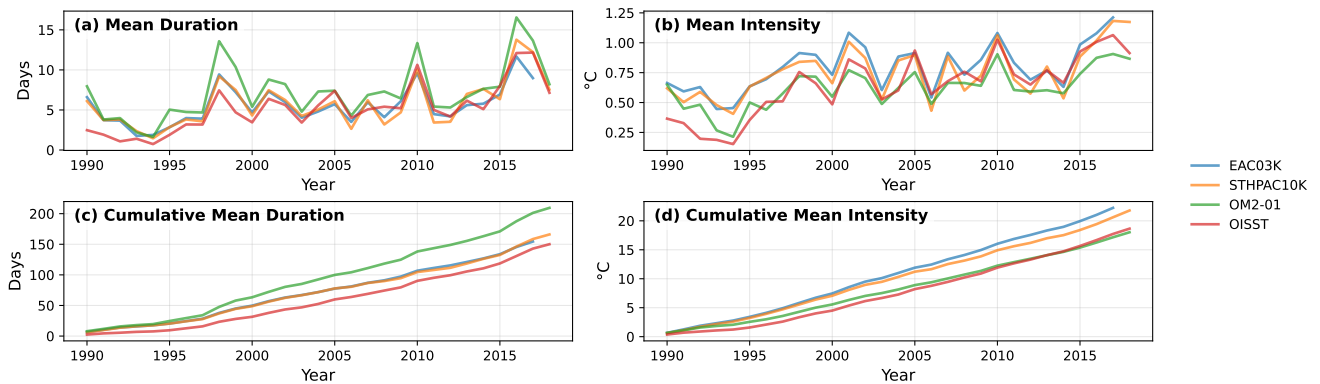 (a) Mean Duration
Days
15
10
5
0
1990 1995 2000 2005 2010 2015
Year
(b) Mean Intensity
°C
1.25
1.00
0.75
0.50
0.25
1990 1995 2000 2005 2010 2015
Year
(c) Cumulative Mean Duration
Days
200
150
100
50
0
1990 1995 2000 2005 2010 2015
Year
(d) Cumulative Mean Intensity
°C
20
15
10
5
0
1990 1995 2000 2005 2010 2015
Year
EAC03K
STHPAC10K
OM2-01
OISST